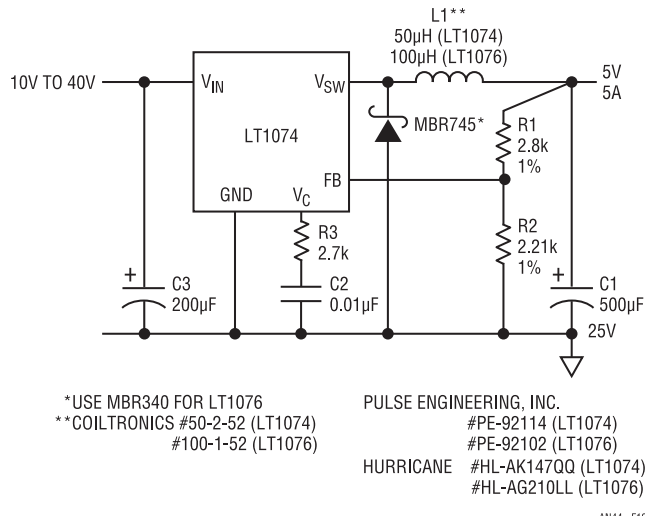 L1**
50µH (LT1074)
100µH (LT1076)
10V TO 40V
VIN
VSW
5V
5A
LT1074
MBR745*
R1
2.8k
1%
FB
GND
VC
R3
2.7k
R2
2.21k
1%
+
C3
200µF
C2
0.01µF
+
C1
500µF
25V
*USE MBR340 FOR LT1076
**COILTRONICS #50-2-52 (LT1074)
#100-1-52 (LT1076)
PULSE ENGINEERING, INC.
#PE-92114 (LT1074)
#PE-92102 (LT1076)
HURRICANE #HL-AK147QQ (LT1074)
#HL-AG210LL (LT1076)